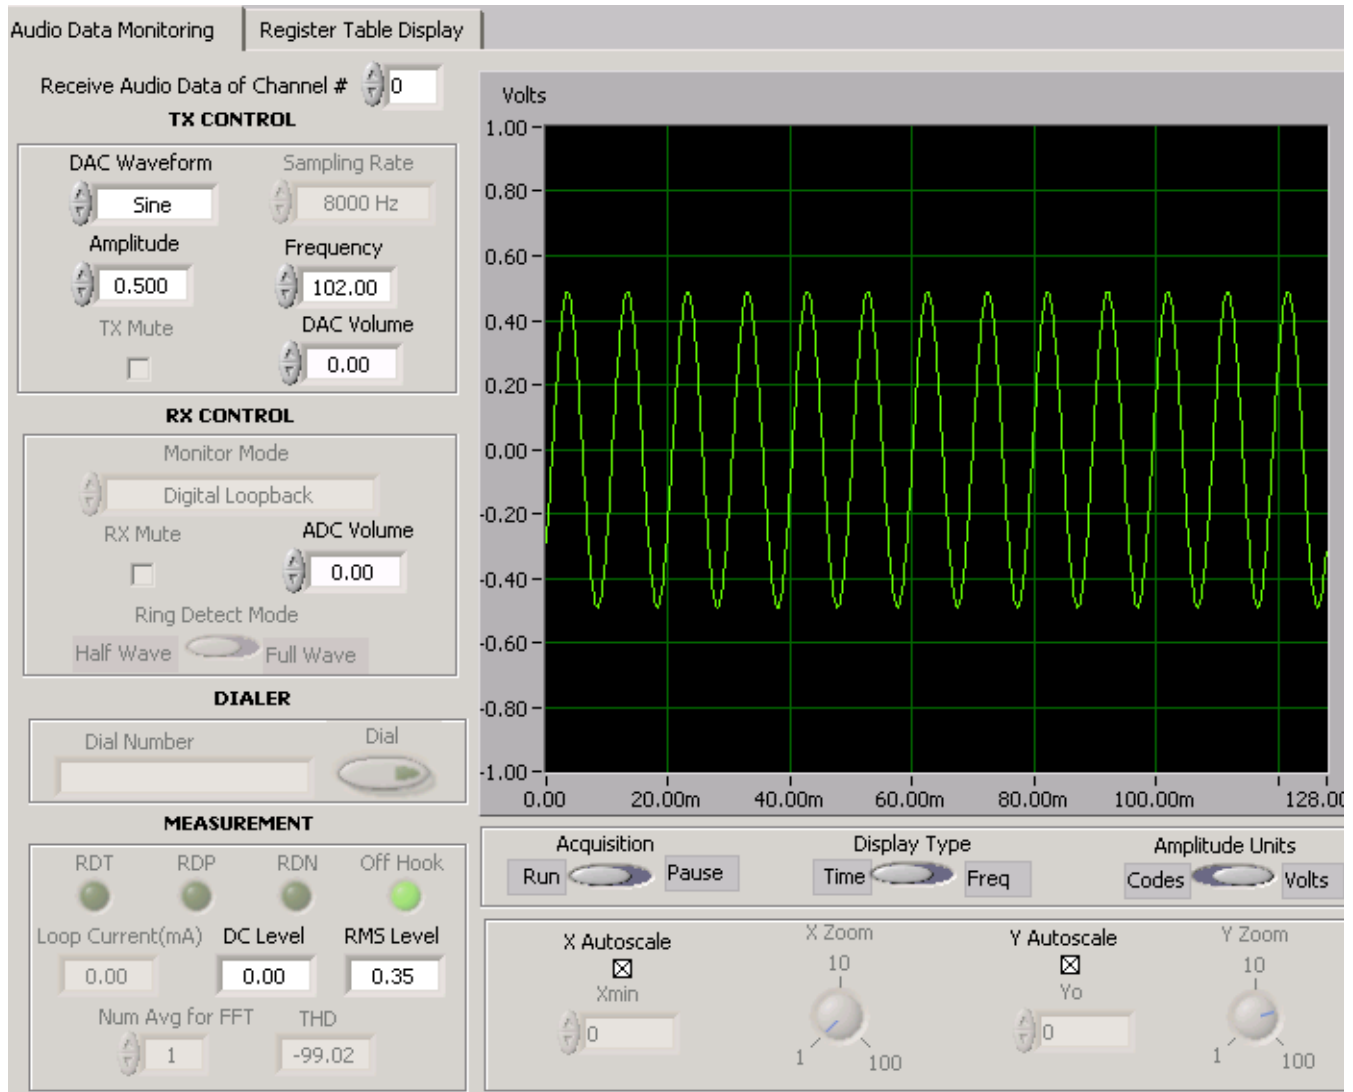 Audio Data Monitoring
Register Table Display
Receive Audio Data of Channel # 0
TX CONTROL
DAC Waveform
Sampling Rate
Sine
8000 Hz
Amplitude
Frequency
0.500
102.00
TX Mute
DAC Volume
0.00
RX CONTROL
Monitor Mode
Digital Loopback
RX Mute
ADC Volume
0.00
Ring Detect Mode
Half Wave
Full Wave
DIALER
Dial Number
Dial
MEASUREMENT
RDT
RDP
RDN
Off Hook
Loop Current(mA)
DC Level
RMS Level
0.00
0.00
0.35
Num Avg for FFT
THD
1
-99.02
Volts
1.00
0.80
0.60
0.40
0.20
0.00
-0.20
-0.40
-0.60
-0.80
-1.00
0.00
20.00m
40.00m
60.00m
80.00m
100.00m
128.00
Acquisition
Run
Pause
Display Type
Time
Freq
Amplitude Units
Codes
Volts
X Autoscale
X Zoom
Y Autoscale
Y Zoom
10
10
Xmin
Yo
0
0
1
100
1
100